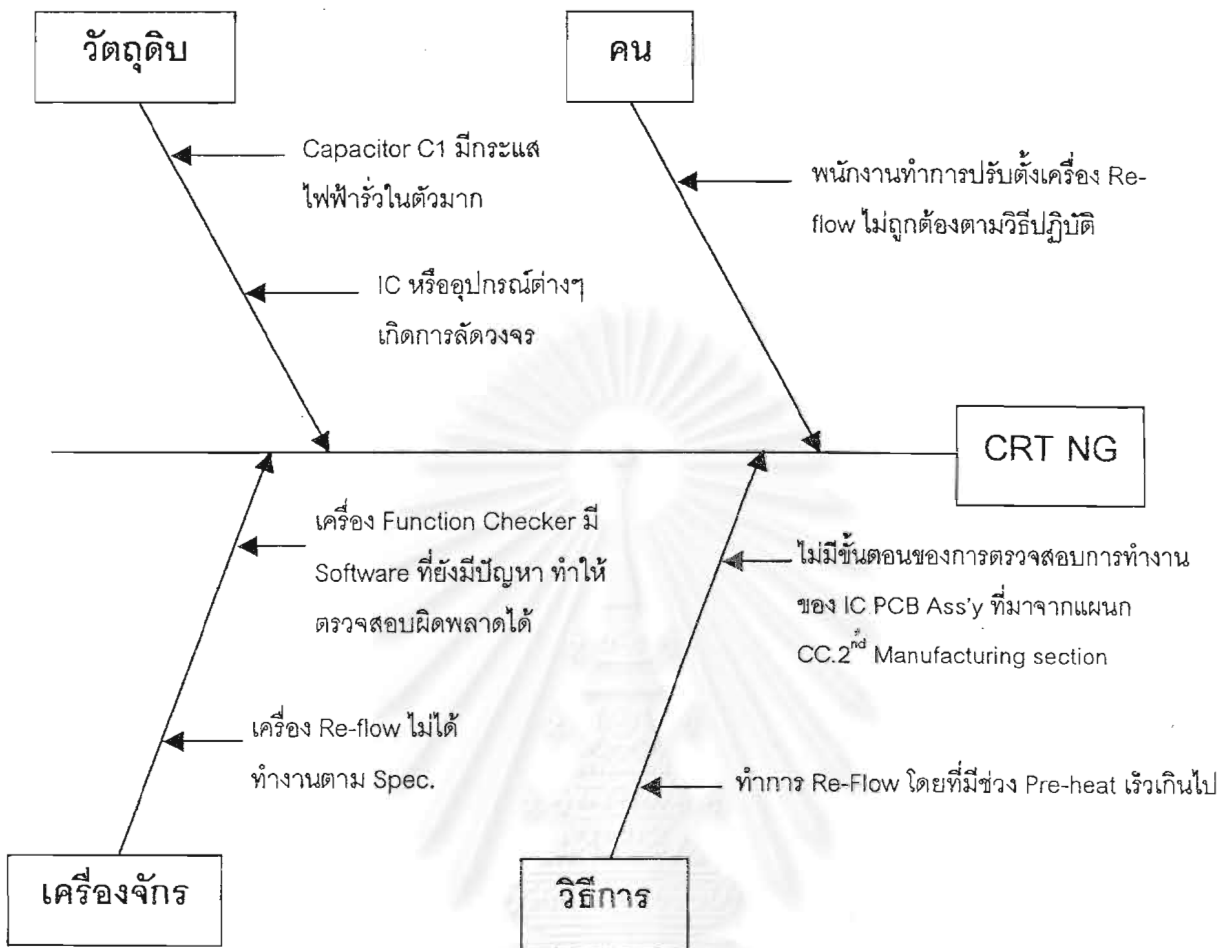 วัตถุดิบ
คน
Capacitor C1 มีกระแส
ไฟฟ้ารั่วในตัวมาก
พนักงานทำการปรับตั้งเครื่อง Re-
flow ไม่ถูกต้องตามวิธีปฏิบัติ
IC หรืออุปกรณ์ต่างๆ
เกิดการลัดวงจร
CRT NG
เครื่อง Function Checker มี
Software ที่ยังมีปัญหา ทำให้
ตรวจสอบผิดพลาดได้
ไม่มีขั้นตอนของการตรวจสอบการทำงาน
ของ IC PCB Ass'y ที่มาจากแผนก
CC.2nd Manufacturing section
เครื่อง Re-flow ไม่ได้
ทำงานตาม Spec.
ทำการ Re-Flow โดยที่มีช่วง Pre-heat เร็วเกินไป
เครื่องจักร
วิธีการ